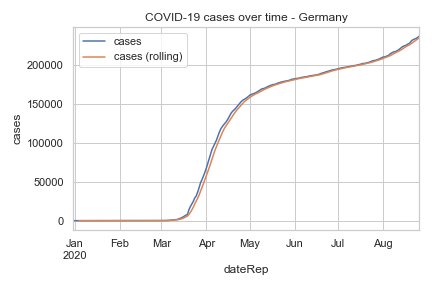 COVID-19 cases over time - Germany
cases
cases (rolling)
200000
150000
100000
50000
0
cases
Jan Feb Mar Apr May Jun Jul Aug
2020
dateRep